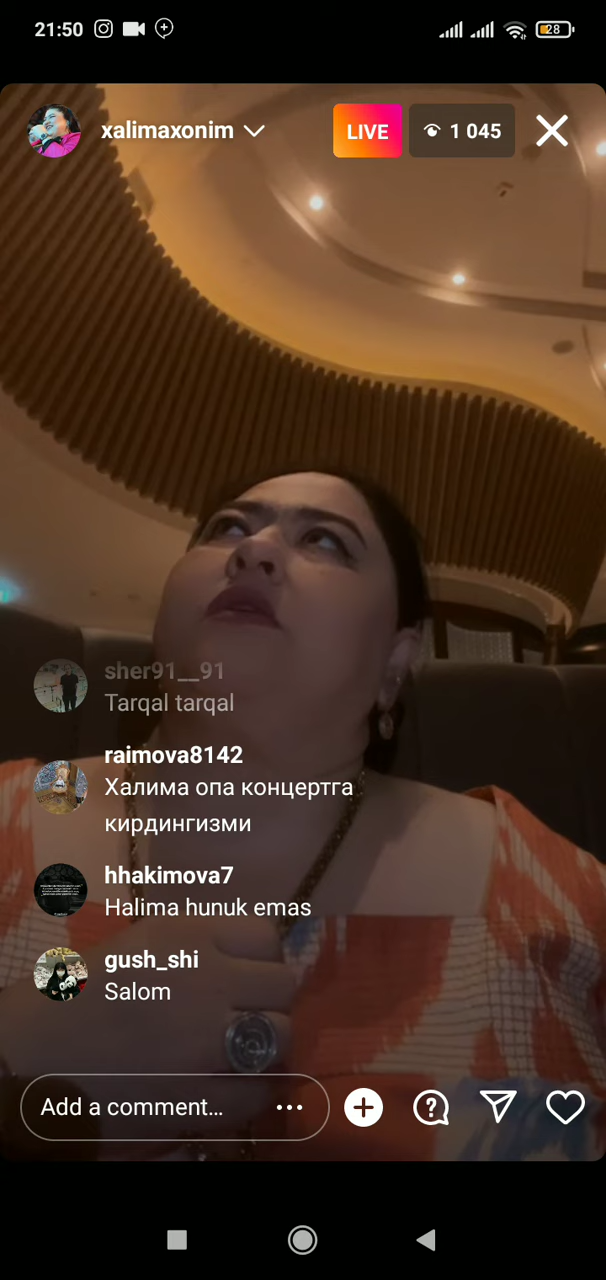 21:50
28
xalimaxonim
LIVE
1 045
sher91__91
Tarqal tarqal
raimova8142
Халима опа концертга
кирдингизми
hhakimova7
Halima hunuk emas
gush_shi
Salom
Add a comment...